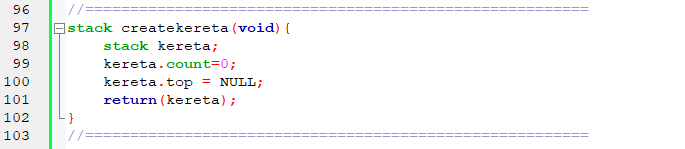 96 //========================================================
97 stack createkereta(void){
98 stack kereta;
99 kereta.count=0;
100 kereta.top = NULL;
101 return(kereta);
102 }
103 //========================================================